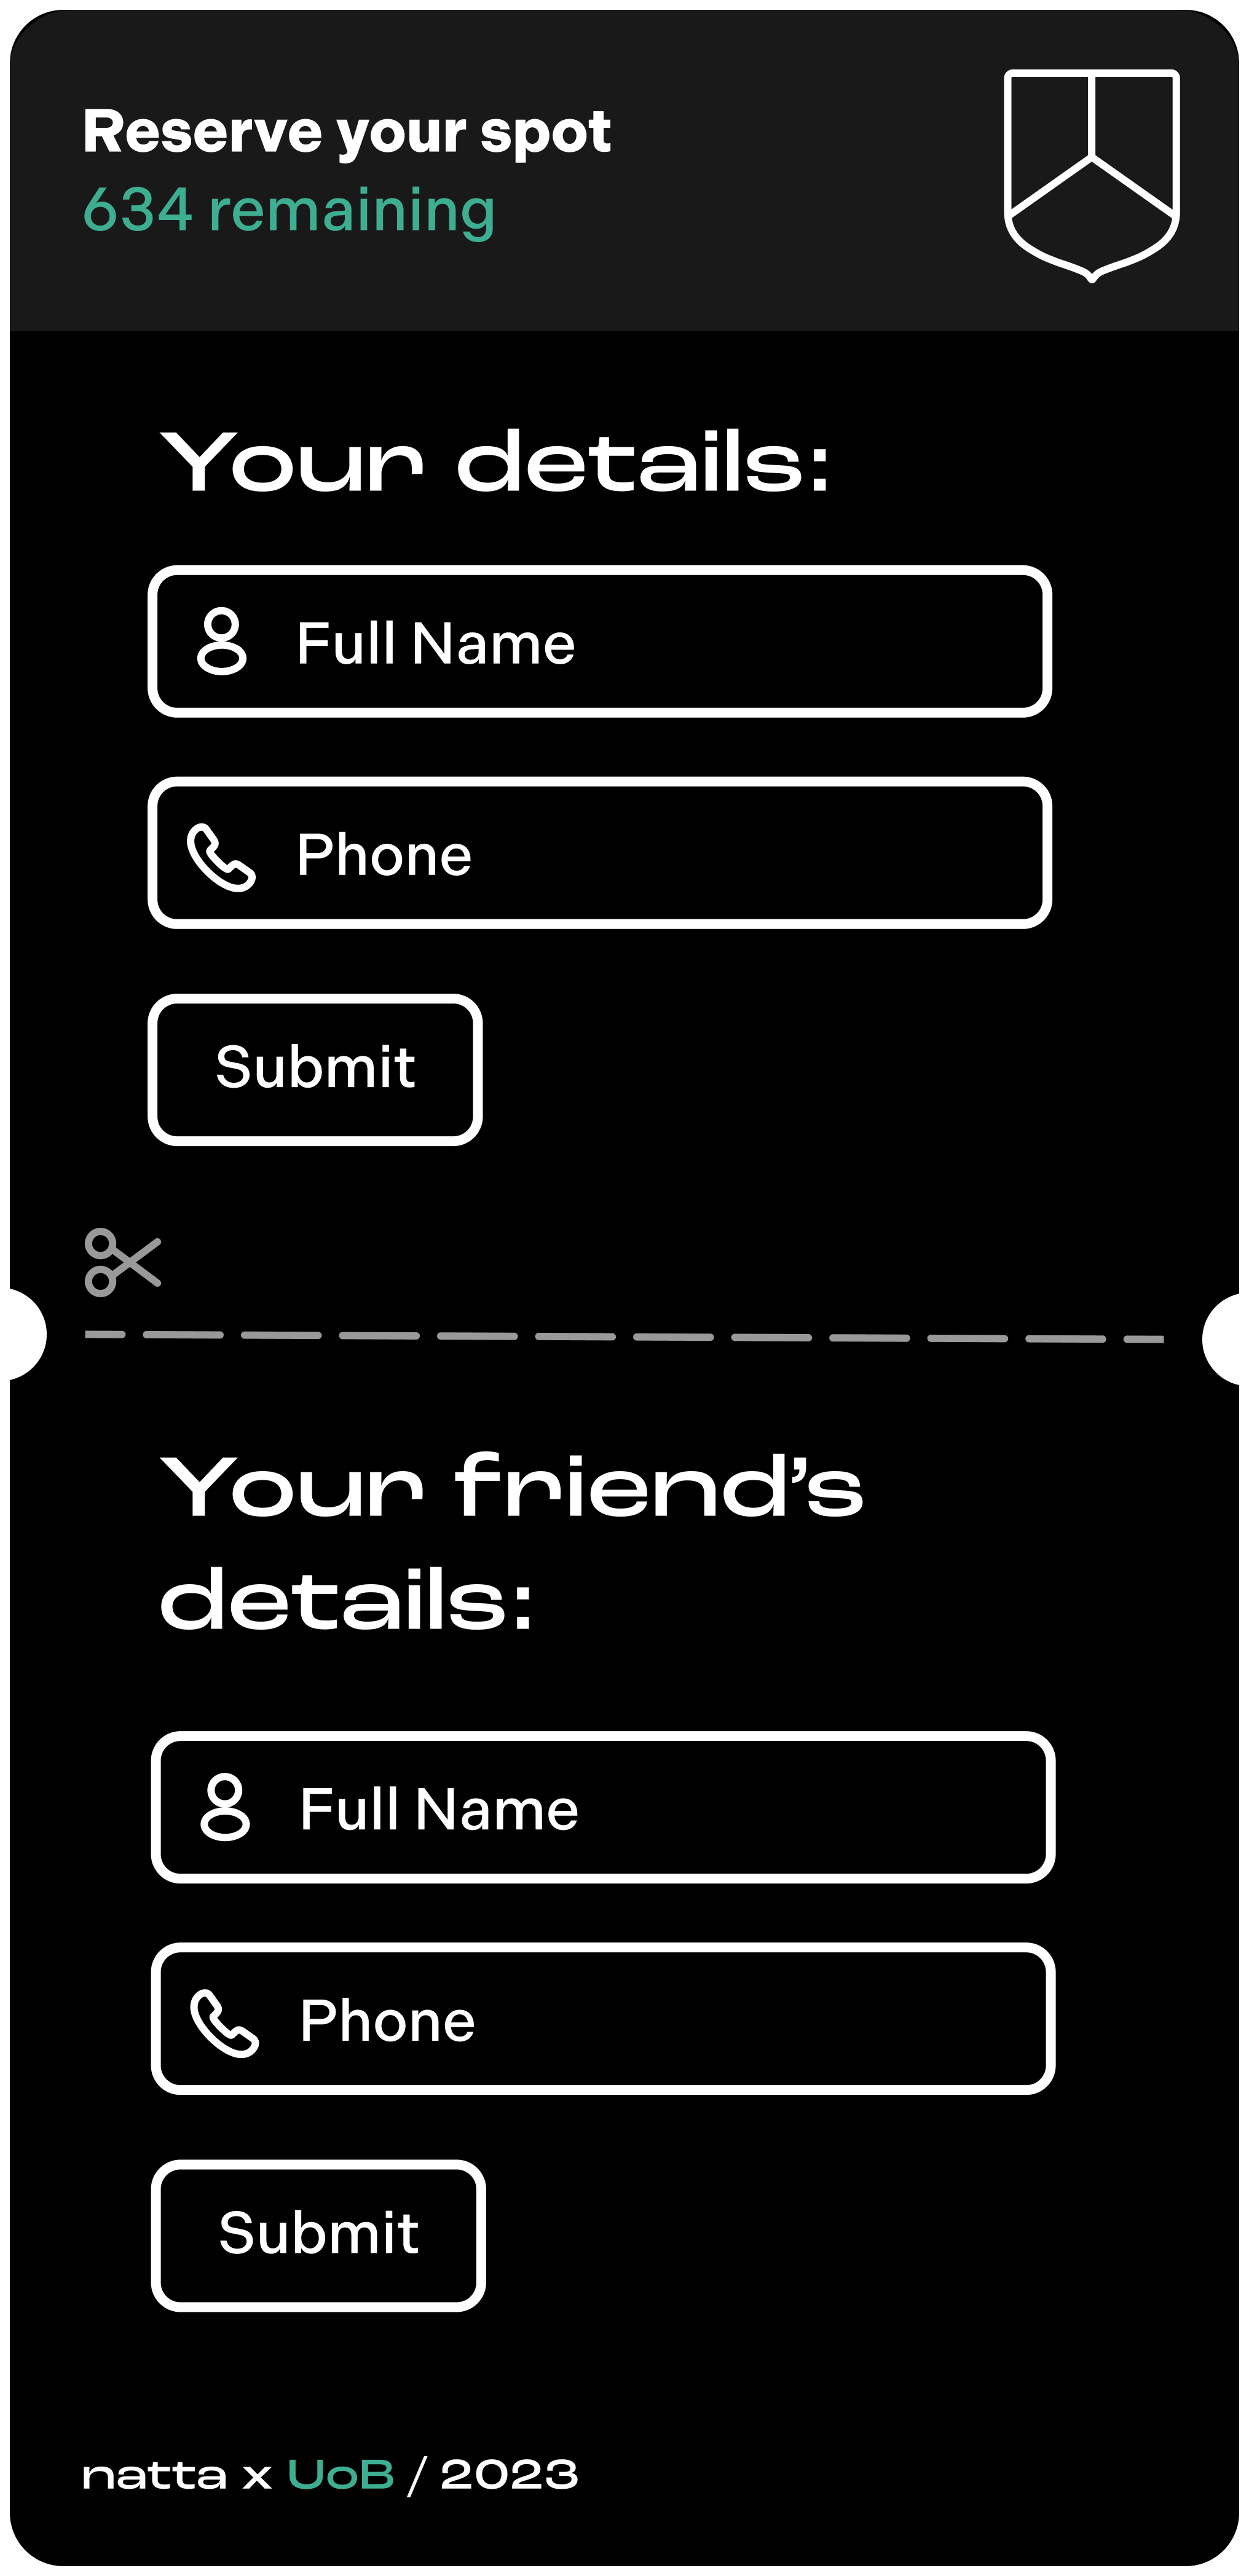 Reserve your spot
634 remaining
Your details:
Full Name
Phone
Submit
Your friend’s
details:
Full Name
Phone
Submit
natta x UoB / 2023